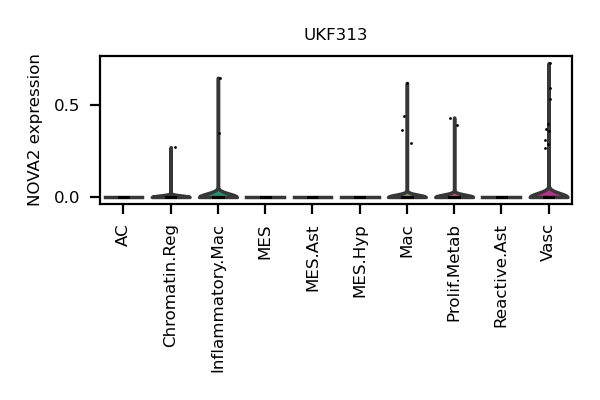 UKF313
NOVA2 expression
0.5
0.0
AC
Chromatin.Reg
Inflammatory.Mac
MES
MES.Ast
MES.Hyp
Mac
Prolif.Metab
Reactive.Ast
Vasc